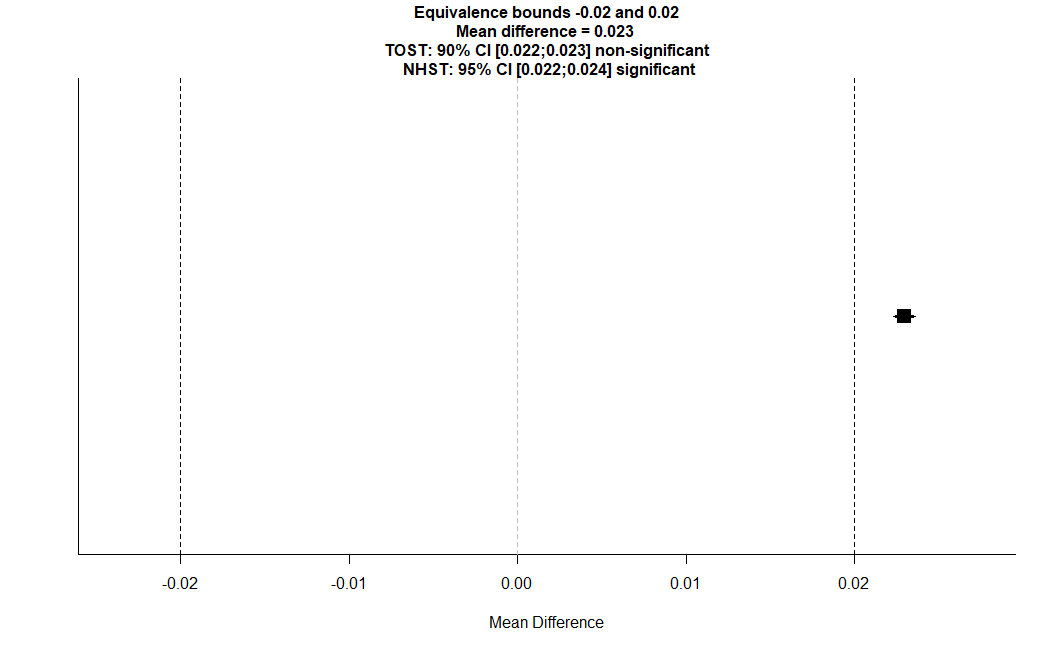 Equivalence bounds -0.02 and 0.02
Mean difference = 0.023
TOST: 90% CI [0.022;0.023] non-significant
NHST: 95% CI [0.022;0.024] significant
-0.02 -0.01 0.00 0.01 0.02
Mean Difference